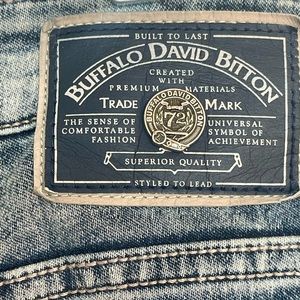 BUILT TO LAST
BUFFALO DAVID BITTON
CREATED
WITH
PREMIUM MATERIALS
TRADE MARK
THE SENSE OF
COMFORTABLE
FASHION
BUFFALO DAVID BITTON
72
UNIVERSAL
SYMBOL OF
ACHIEVEMENT
SUPERIOR QUALITY
STYLED TO LEAD